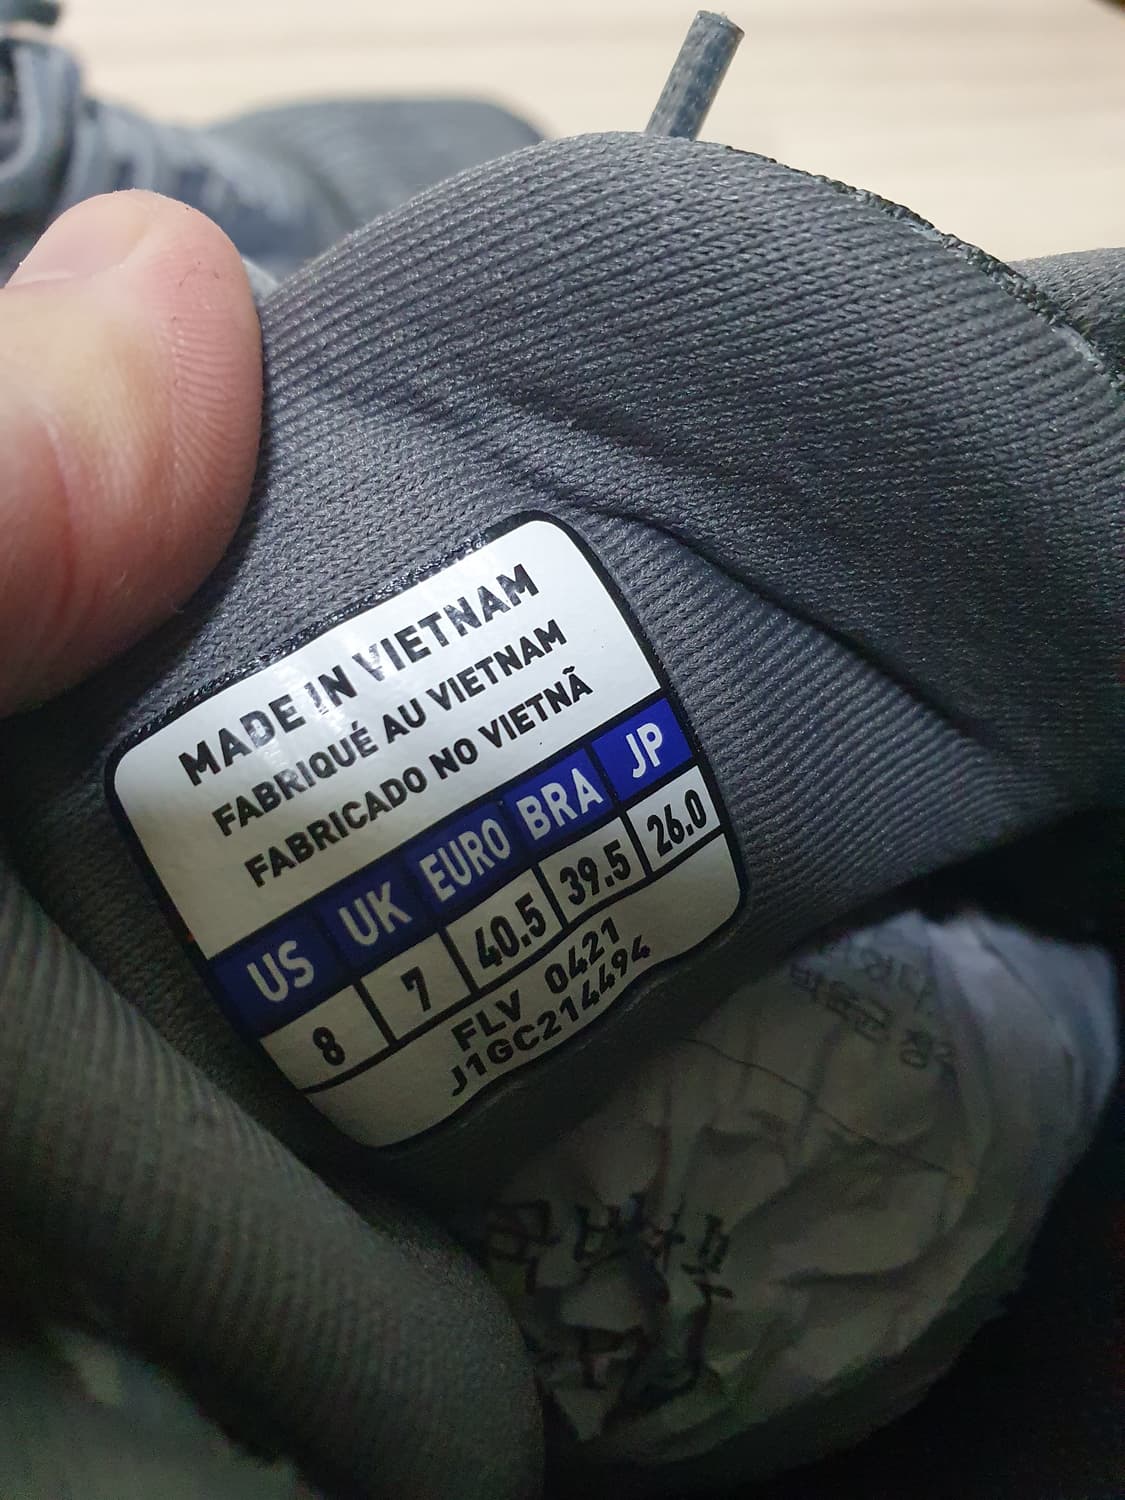 MADE IN VIETNAM
FABRIQUÉ AU VIETNAM
FABRICADO NO VIETNÃ
US UK EURO BRA JP
8 7 40.5 39.5 26.0
FLV 0421
J1GC214494